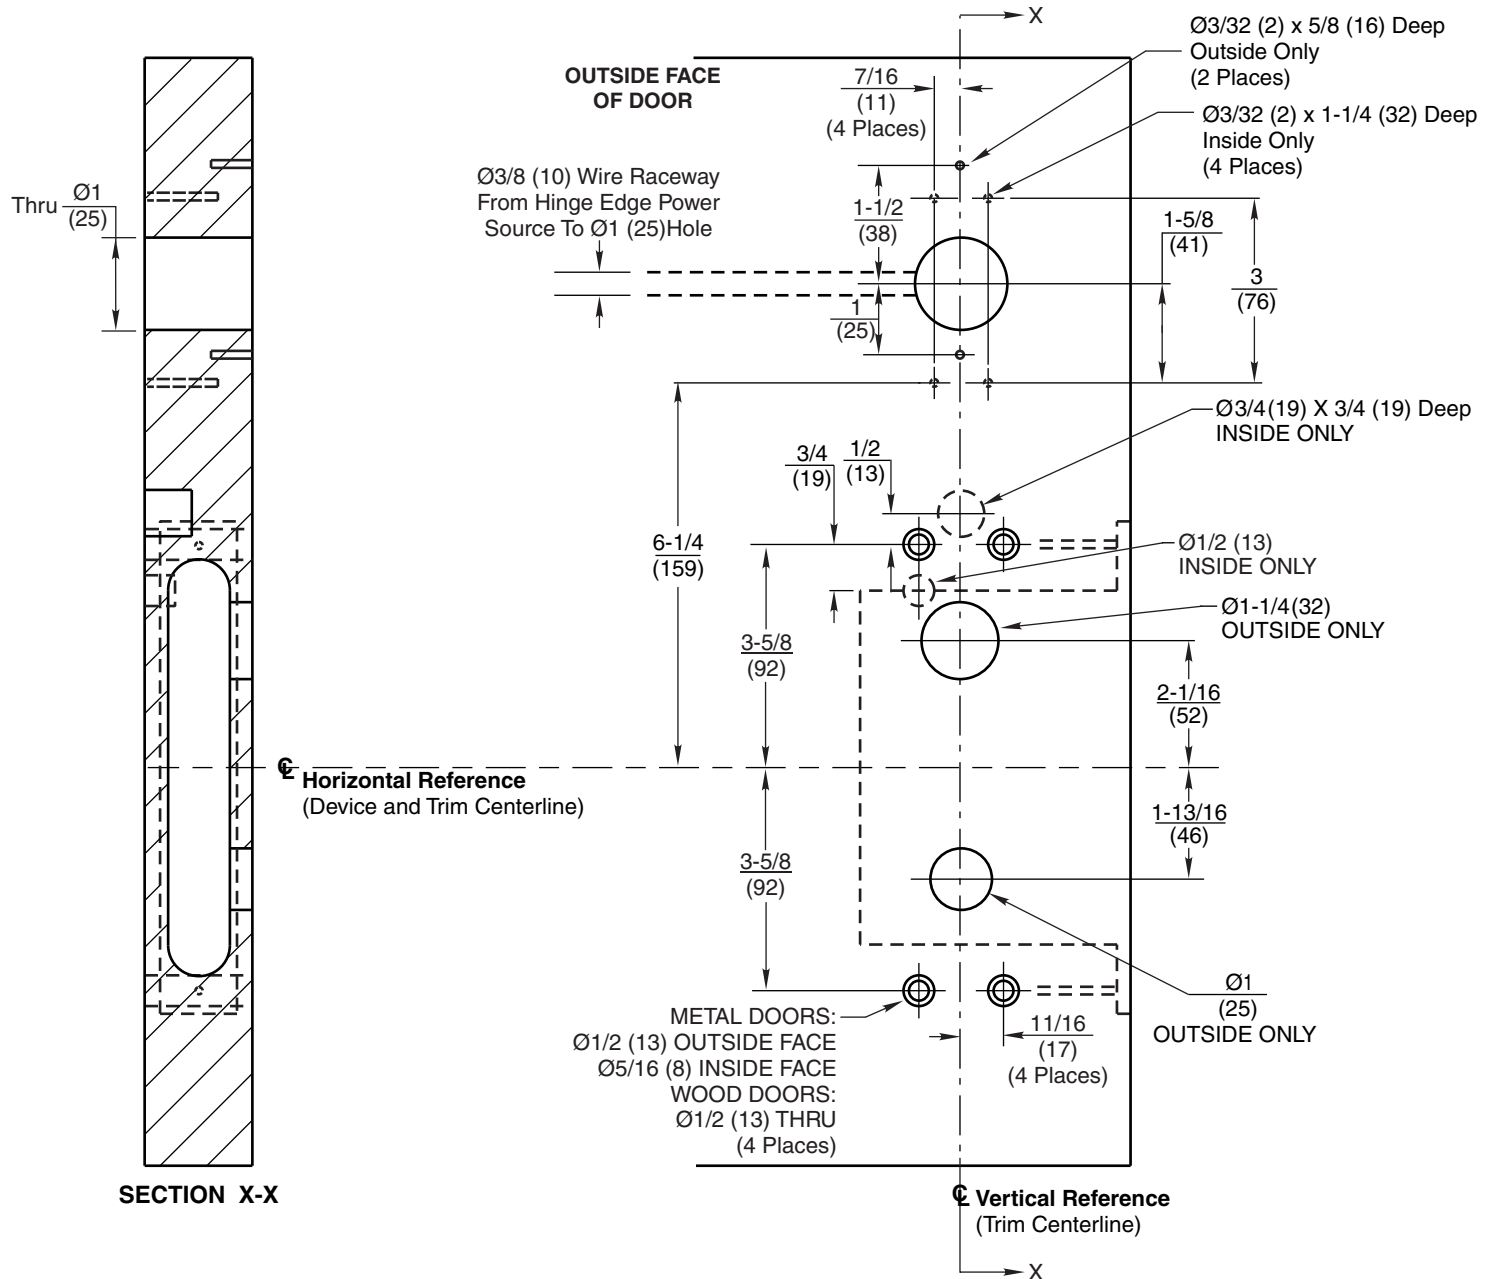 X
Ø3/32 (2) x 5/8 (16) Deep
Outside Only
(2 Places)
OUTSIDE FACE
OF DOOR
7/16
(11)
(4 Places)
Ø3/32 (2) x 1-1/4 (32) Deep
Inside Only
(4 Places)
Ø3/8 (10) Wire Raceway
From Hinge Edge Power
Source To Ø1 (25)Hole
Thru Ø1
(25)
1-1/2
(38)
1-5/8
(41)
3
(76)
1
(25)
Ø3/4(19) X 3/4 (19) Deep
INSIDE ONLY
3/4
(19)
1/2
(13)
6-1/4
(159)
Ø1/2 (13)
INSIDE ONLY
Ø1-1/4(32)
OUTSIDE ONLY
3-5/8
(92)
2-1/16
(52)
℄ Horizontal Reference
(Device and Trim Centerline)
1-13/16
(46)
3-5/8
(92)
Ø1
(25)
OUTSIDE ONLY
METAL DOORS:
Ø1/2 (13) OUTSIDE FACE
Ø5/16 (8) INSIDE FACE
WOOD DOORS:
Ø1/2 (13) THRU
(4 Places)
11/16
(17)
(4 Places)
SECTION X-X
℄ Vertical Reference
(Trim Centerline)
X